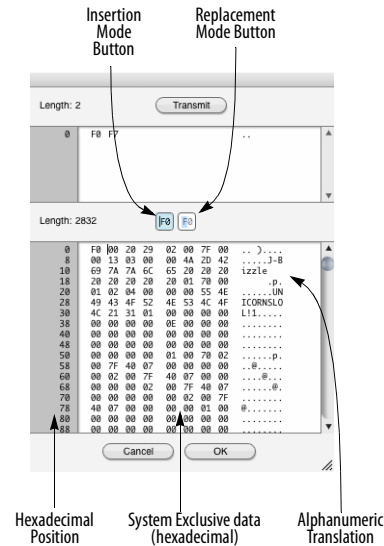 Insertion Mode Button
Replacement Mode Button
Length: 2
Transmit
0 F0 F7 ..
Length: 2832
F0 F0
0 F0 00 20 29 02 00 7F 00 .. )....
8 00 13 03 00 00 4A 2D 42 .....J-B
10 69 7A 7A 6C 65 20 20 20 izzle
18 20 20 20 20 20 01 70 00 .p.
20 01 02 04 00 00 00 55 4E ......UN
28 49 43 4F 52 4E 53 4C 4F ICORNSLO
30 4C 21 31 01 00 00 00 00 L!1.....
38 00 00 00 00 0E 00 00 00 ........
40 00 00 00 00 00 00 00 00 ........
48 00 00 00 00 00 00 00 00 ........
50 00 00 00 00 01 00 70 02 ......p.
58 00 7F 40 07 00 00 00 00 ..@.....
60 00 02 00 7F 40 07 00 00 ....@...
68 00 00 00 02 00 7F 40 07 ......@.
70 00 00 00 00 00 02 00 7F ........
78 40 07 00 00 00 00 01 00 @.......
80 00 00 00 00 00 00 00 00 ........
88 00 00 00 00 00 00 00 00 ........
Cancel
OK
Hexadecimal Position
System Exclusive data (hexadecimal)
Alphanumeric Translation